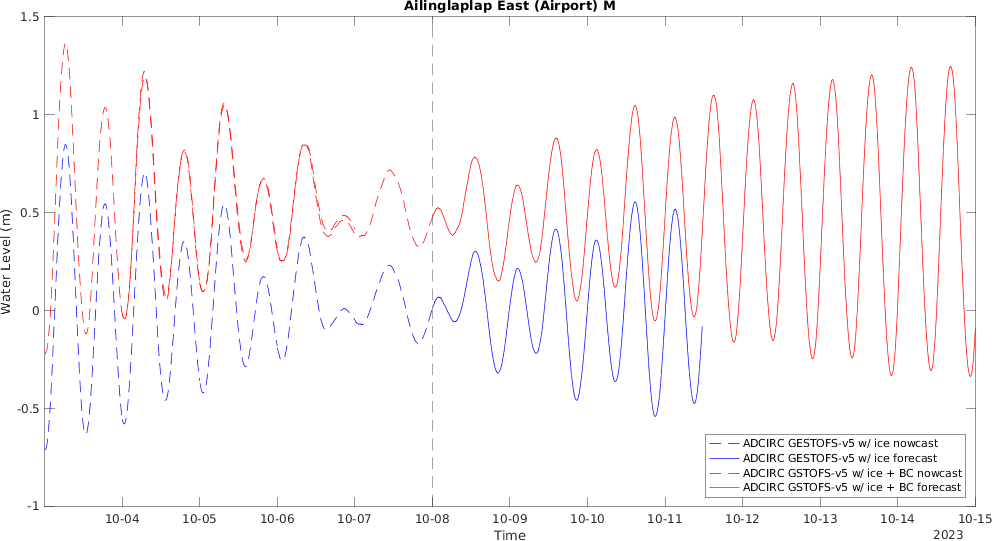 Ailinglaplap East (Airport) M
1.5
1
0.5
0
-0.5
-1
Water Level (m)
10-04 10-05 10-06 10-07 10-08 10-09 10-10 10-11 10-12 10-13 10-14 10-15
Time
2023
ADCIRC GESTOFS-v5 w/ ice nowcast
ADCIRC GESTOFS-v5 w/ ice forecast
ADCIRC GSTOFS-v5 w/ ice + BC nowcast
ADCIRC GSTOFS-v5 w/ ice + BC forecast